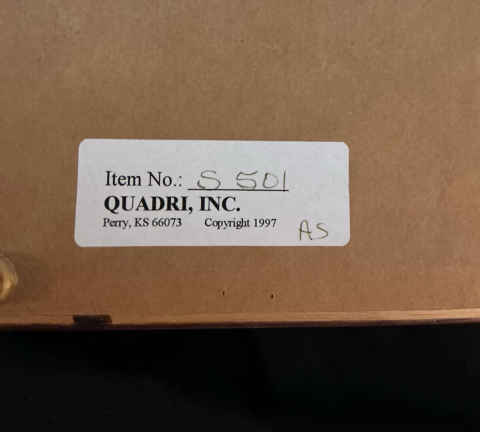 Item No.: S 501
QUADRI, INC.
Perry, KS 66073 Copyright 1997
AS